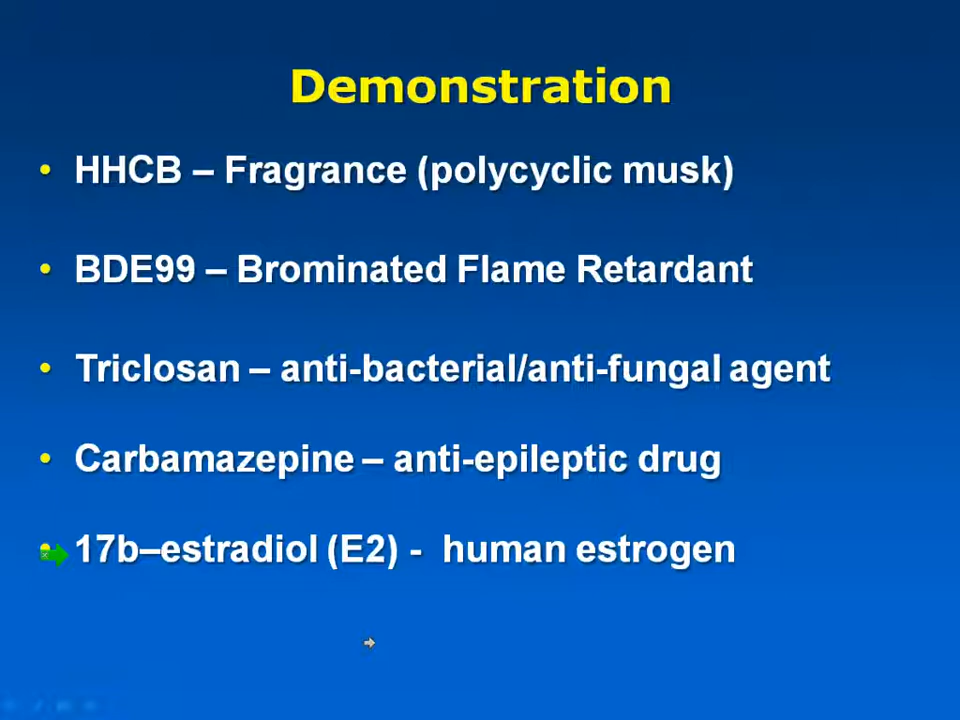 Demonstration
• HHCB – Fragrance (polycyclic musk)
• BDE99 – Brominated Flame Retardant
• Triclosan – anti-bacterial/anti-fungal agent
• Carbamazepine – anti-epileptic drug
• 17b–estradiol (E2) - human estrogen